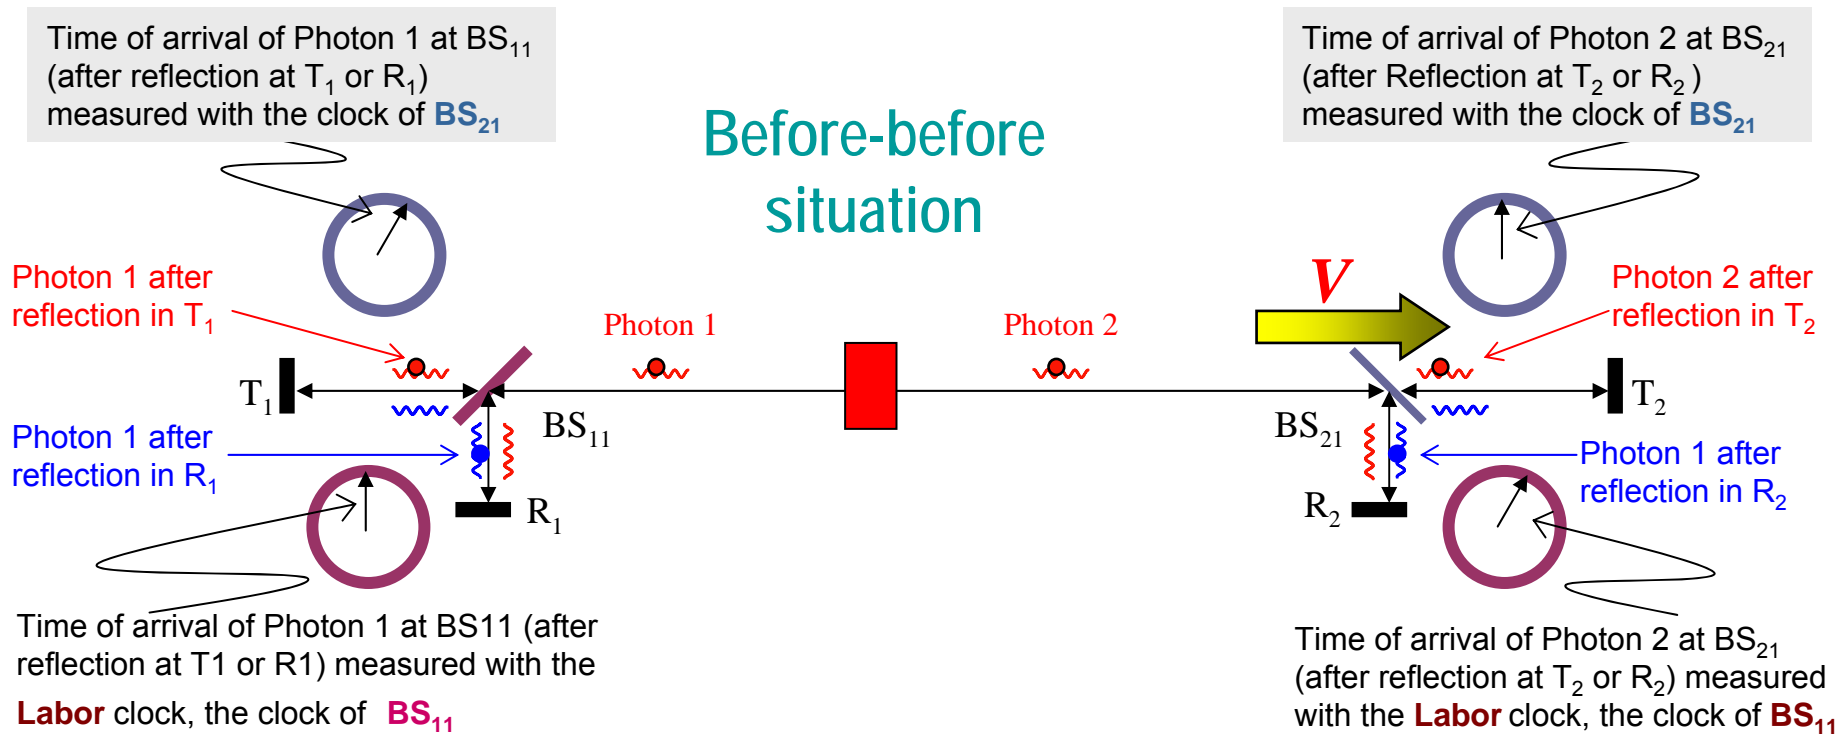 Time of arrival of Photon 1 at BS11
(after reflection at T1 or R1)
measured with the clock of BS21
Time of arrival of Photon 2 at BS21
(after Reflection at T2 or R2 )
measured with the clock of BS21
Before-before
situation
Photon 1 after
reflection in T1
Photon 1
Photon 2
V
Photon 2 after
reflection in T2
T1
BS11
BS21
T2
Photon 1 after
reflection in R1
Photon 1 after
reflection in R2
R1
R2
Time of arrival of Photon 1 at BS11 (after
reflection at T1 or R1) measured with the
Labor clock, the clock of BS11
Time of arrival of Photon 2 at BS21
(after reflection at T2 or R2) measured
with the Labor clock, the clock of BS11